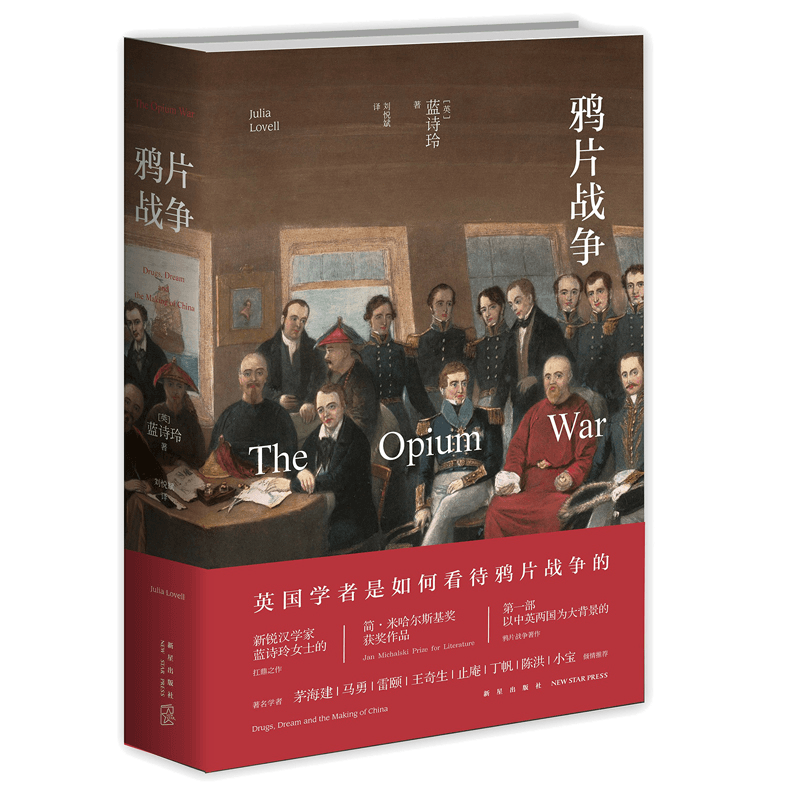 The Opium War
鸦片
战争
Drugs, Dream
and
the Making of China
[英]
蓝诗玲
著
刘悦斌
译
Julia Lovell
新星出版社
NEW STAR PRESS
Julia
Lovell
[英]
蓝诗玲
著
刘悦斌
译
鸦片战争
The Opium War
英国学者是如何看待鸦片战争的
新锐汉学家
蓝诗玲女士的
扛鼎之作
简·米哈尔斯基奖
获奖作品
Jan Michalski Prize for Literature
第一部
以中英两国为大背景的
鸦片战争著作
著名学者 茅海建|马勇|雷颐|王奇生|止庵|丁帆|陈洪|小宝 倾情推荐
Drugs, Dream and the Making of China
新星出版社 NEW STAR PRESS